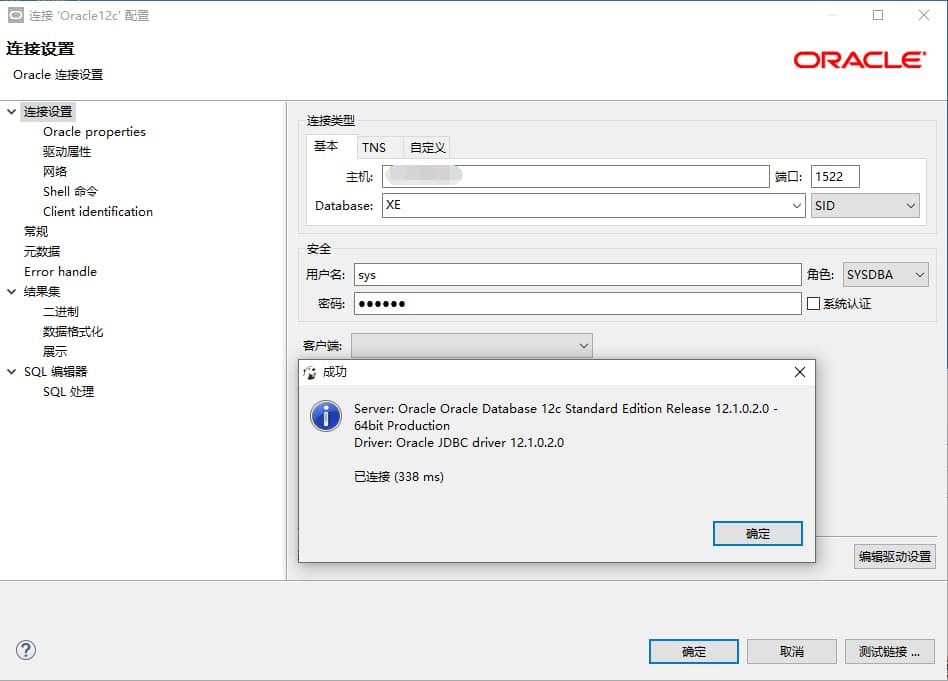 连接 'Oracle12c' 配置
连接设置
Oracle 连接设置
ORACLE
连接设置
Oracle properties
驱动属性
网络
Shell 命令
Client identification
常规
元数据
Error handle
结果集
二进制
数据格式化
展示
SQL 编辑器
SQL 处理
连接类型
基本 TNS 自定义
主机: 端口: 1522
Database: XE SID
安全
用户名: sys 角色: SYSDBA
密码: ●●●●●● 系统认证
客户端:
成功
Server: Oracle Oracle Database 12c Standard Edition Release 12.1.0.2.0 -
64bit Production
Driver: Oracle JDBC driver 12.1.0.2.0
已连接 (338 ms)
确定
编辑驱动设置
确定 取消 测试链接 ...